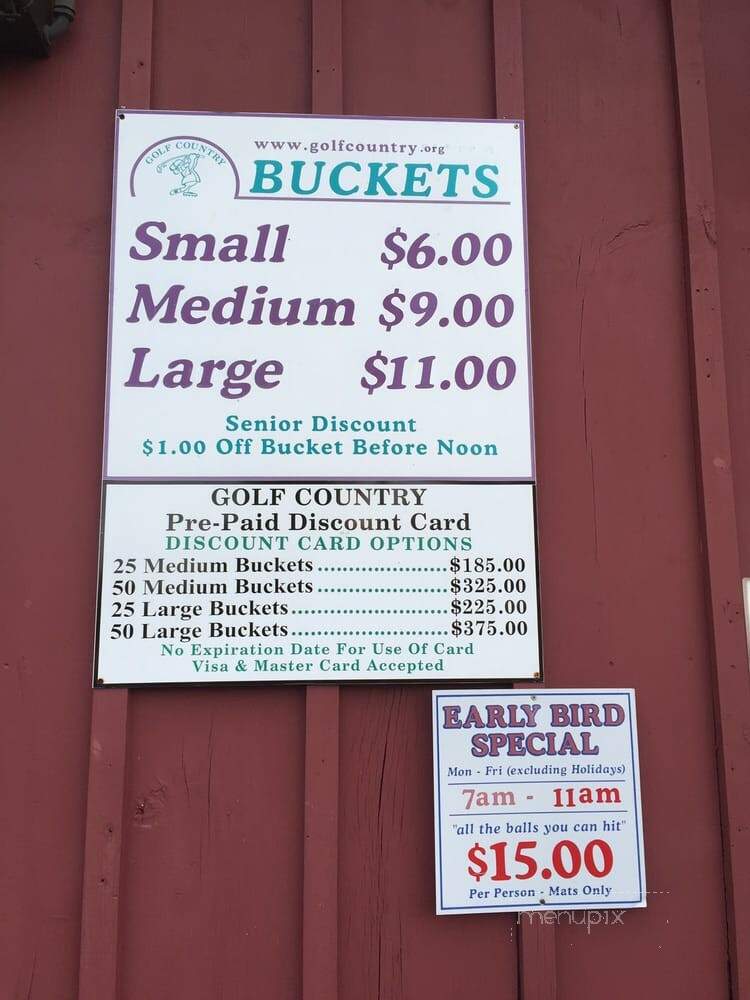 GOLF COUNTRY
www.golfcountry.org
BUCKETS
Small $6.00
Medium $9.00
Large $11.00
Senior Discount
$1.00 Off Bucket Before Noon
GOLF COUNTRY
Pre-Paid Discount Card
DISCOUNT CARD OPTIONS
25 Medium Buckets......................$185.00
50 Medium Buckets......................$325.00
25 Large Buckets..........................$225.00
50 Large Buckets..........................$375.00
No Expiration Date For Use Of Card
Visa & Master Card Accepted
EARLY BIRD
SPECIAL
Mon - Fri (excluding Holidays)
7am - 11am
"all the balls you can hit"
$15.00
Per Person - Mats Only
menupix